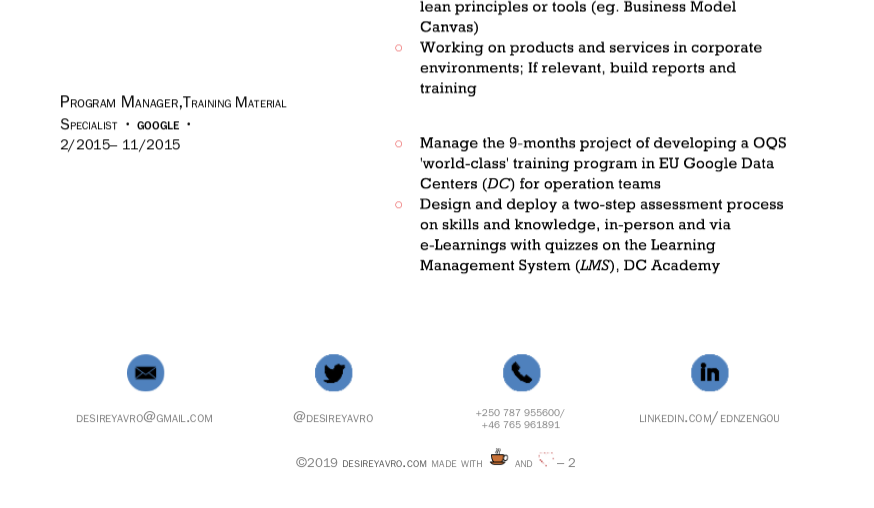 lean principles or tools (eg. Business Model
Canvas)
○ Working on products and services in corporate
environments; If relevant, build reports and
training
Program Manager,Training Material
Specialist · GOOGLE ·
2/2015– 11/2015
○ Manage the 9-months project of developing a OQS
'world-class' training program in EU Google Data
Centers (DC) for operation teams
○ Design and deploy a two-step assessment process
on skills and knowledge, in-person and via
e-Learnings with quizzes on the Learning
Management System (LMS), DC Academy
desireyavro@gmail.com
@desireyavro
+250 787 955600/
+46 765 961891
linkedin.com/ednzengou
©2019 desireyavro.com made with and – 2